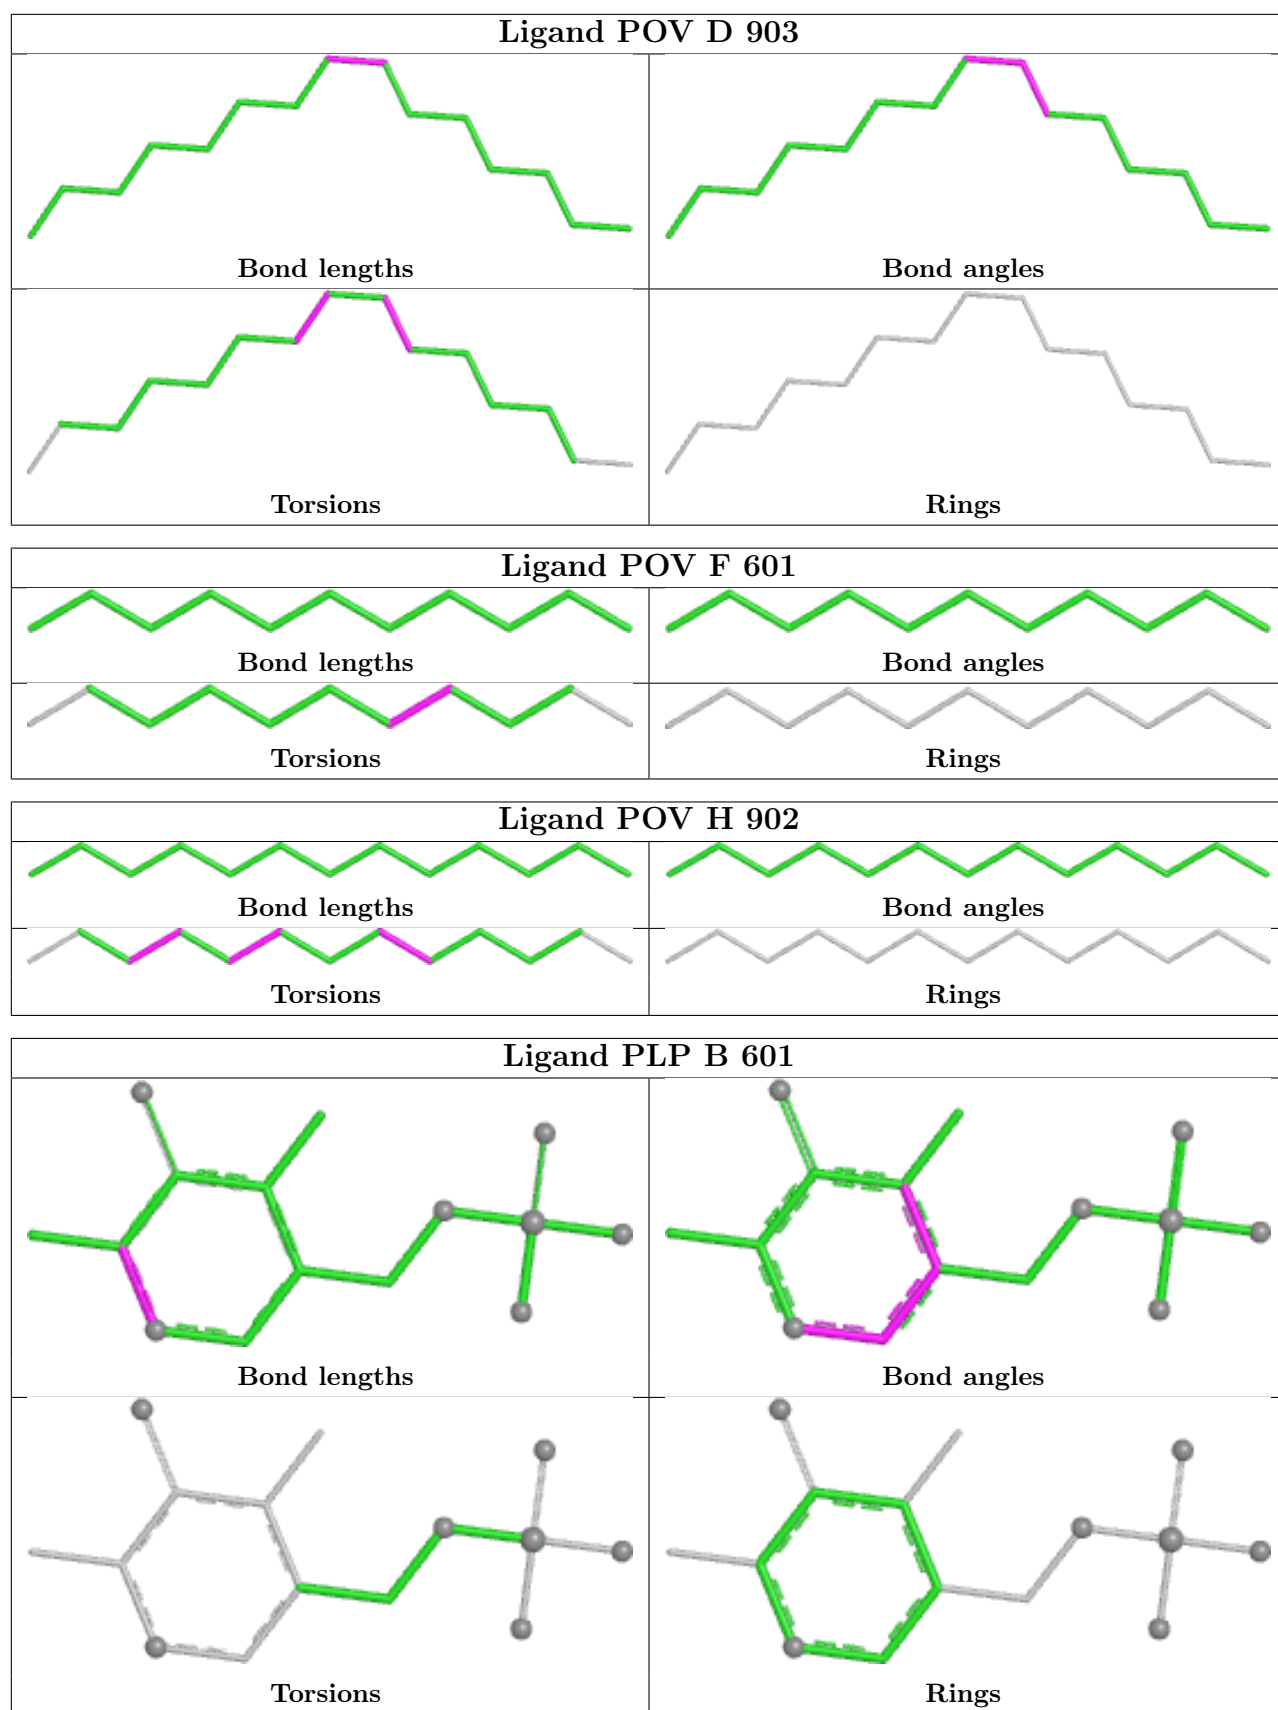 Ligand POV D 903
Bond lengths
Bond angles
Torsions
Rings
Ligand POV F 601
Bond lengths
Bond angles
Torsions
Rings
Ligand POV H 902
Bond lengths
Bond angles
Torsions
Rings
Ligand PLP B 601
Bond lengths
Bond angles
Torsions
Rings